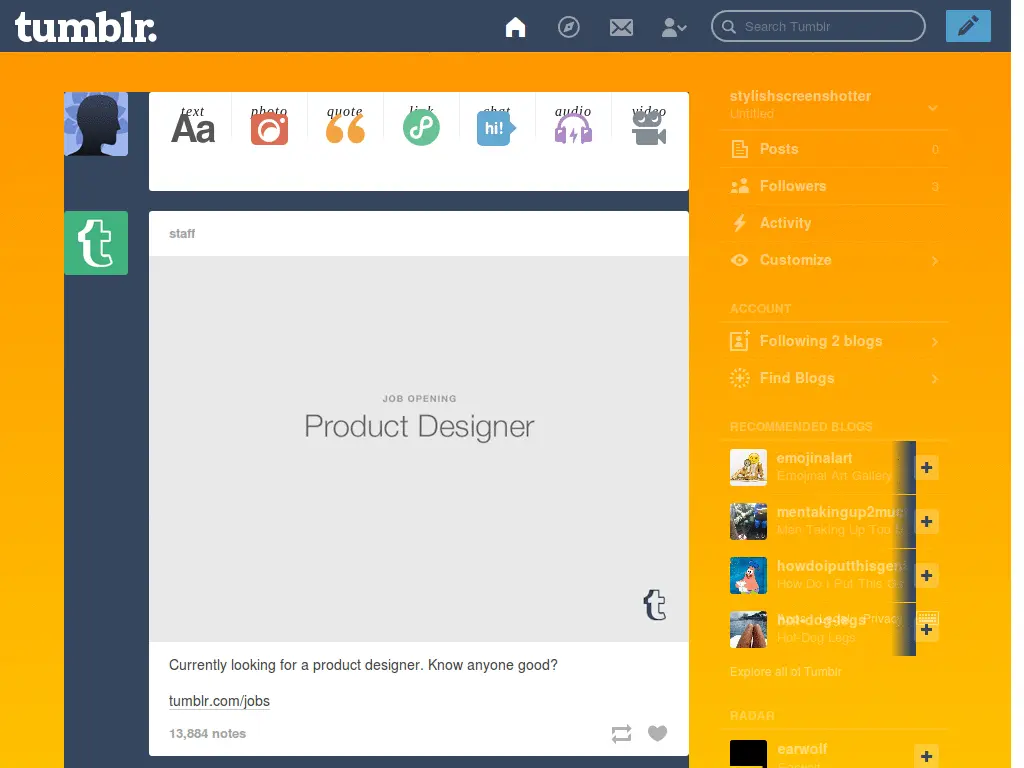 tumblr.
Search Tumblr
text photo quote link chat audio video
Aa
hi!
stylishscreenshotter
Untitled
Posts 0
Followers 3
Activity
Customize
staff
JOB OPENING
Product Designer
Currently looking for a product designer. Know anyone good?
tumblr.com/jobs
13,884 notes
ACCOUNT
Following 2 blogs
Find Blogs
RECOMMENDED BLOGS
emojinalart
Emojinal Art Gallery
mentakingup2muc
Men Taking Up Too
howdoiputthisgen
How Do I Put This Ge
hot-dog-legs
Legal Privacy
Hot-Dog Legs
Explore all of Tumblr
RADAR
earwolf
Earwolf